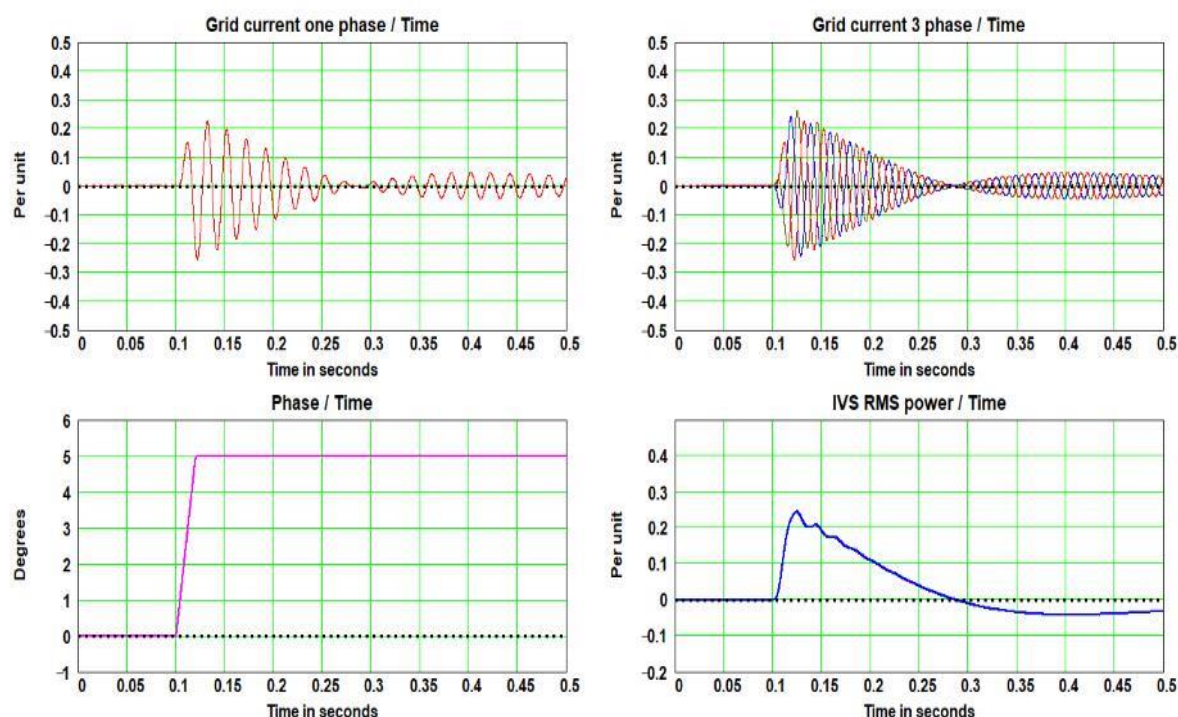 Grid current one phase / Time
0.5
0.4
0.3
0.2
0.1
0
−0.1
−0.2
−0.3
−0.4
−0.5
Per unit
0 0.05 0.1 0.15 0.2 0.25 0.3 0.35 0.4 0.45 0.5
Time in seconds
Grid current 3 phase / Time
0.5
0.4
0.3
0.2
0.1
0
−0.1
−0.2
−0.3
−0.4
−0.5
Per unit
0 0.05 0.1 0.15 0.2 0.25 0.3 0.35 0.4 0.45 0.5
Time in seconds
Phase / Time
6
5
4
3
2
1
0
−1
Degrees
0 0.05 0.1 0.15 0.2 0.25 0.3 0.35 0.4 0.45 0.5
Time in seconds
IVS RMS power / Time
0.4
0.3
0.2
0.1
0
−0.1
−0.2
Per unit
0 0.05 0.1 0.15 0.2 0.25 0.3 0.35 0.4 0.45 0.5
Time in seconds